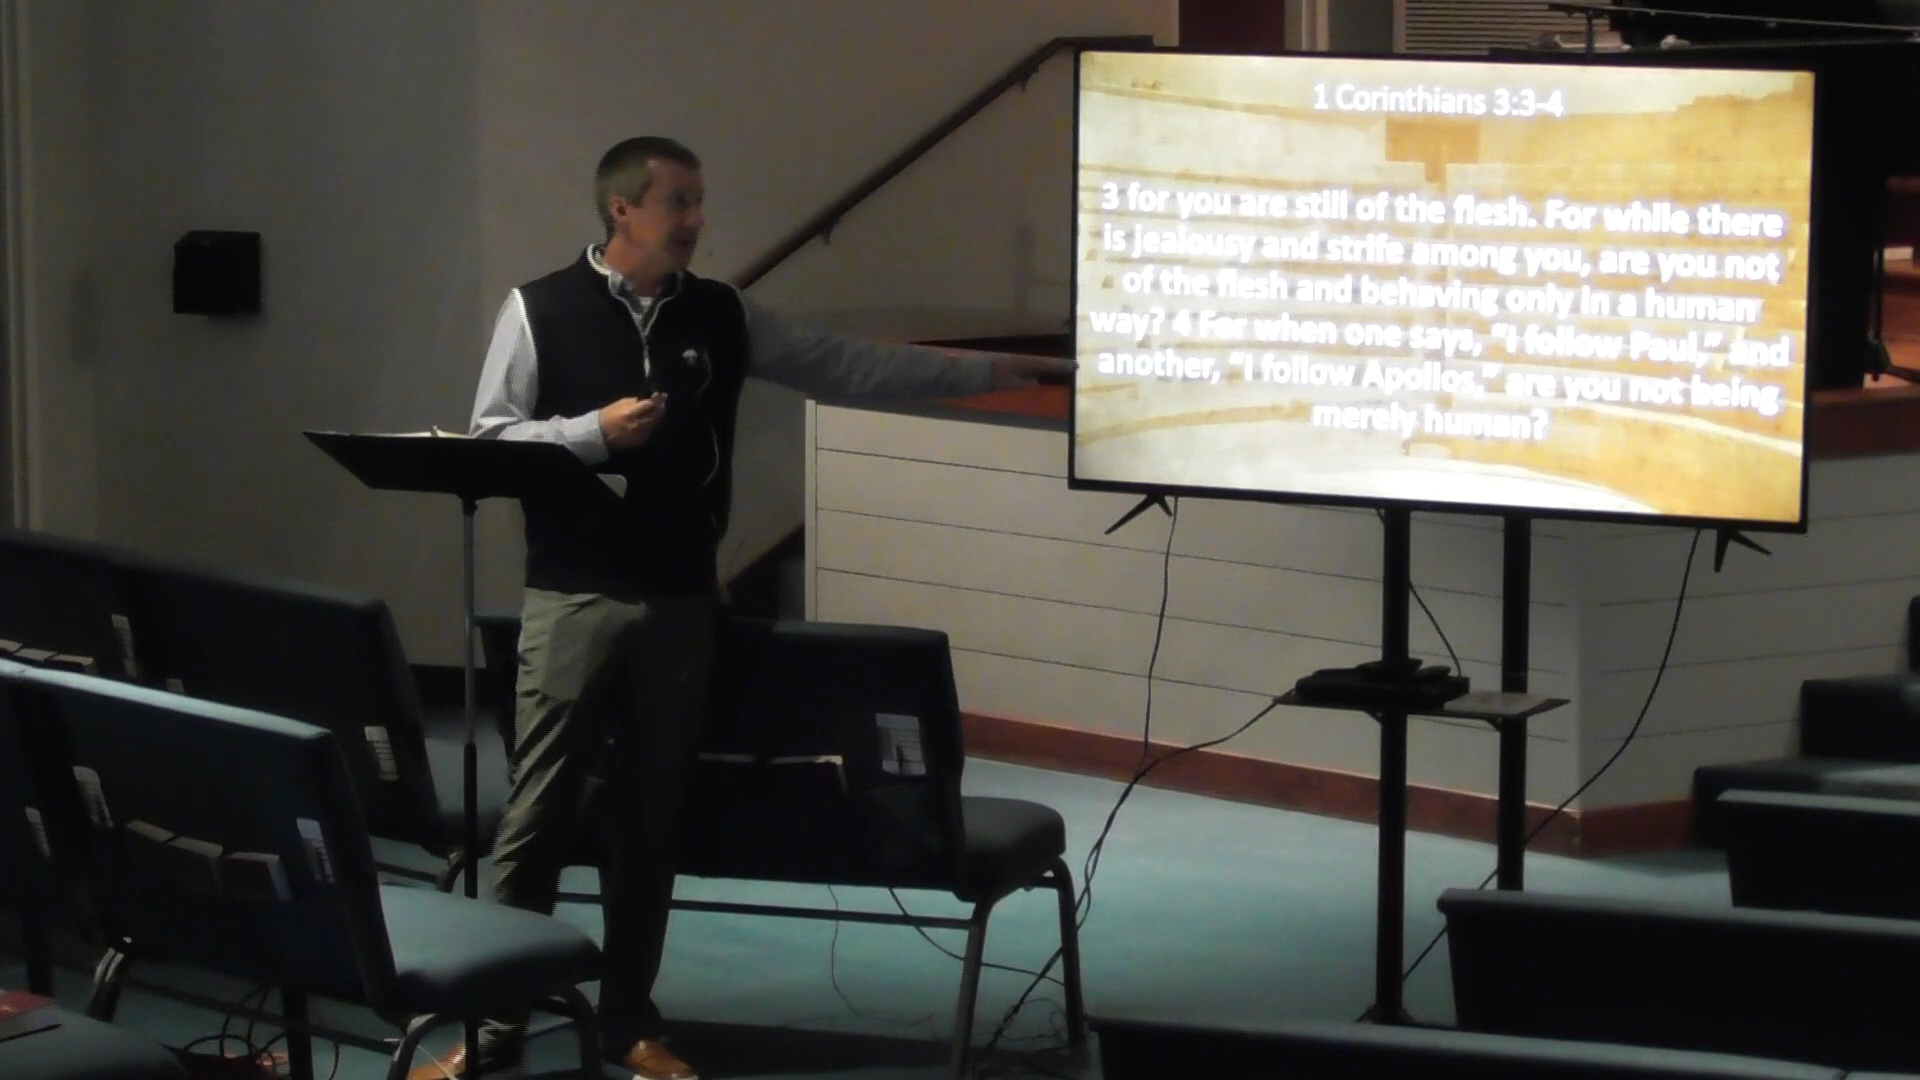 1 Corinthians 3:3-4
3 for you are still of the flesh. For while there
is jealousy and strife among you, are you not
of the flesh and behaving only in a human
way? 4 For when one says, “I follow Paul,” and
another, “I follow Apollos,” are you not being
merely human?